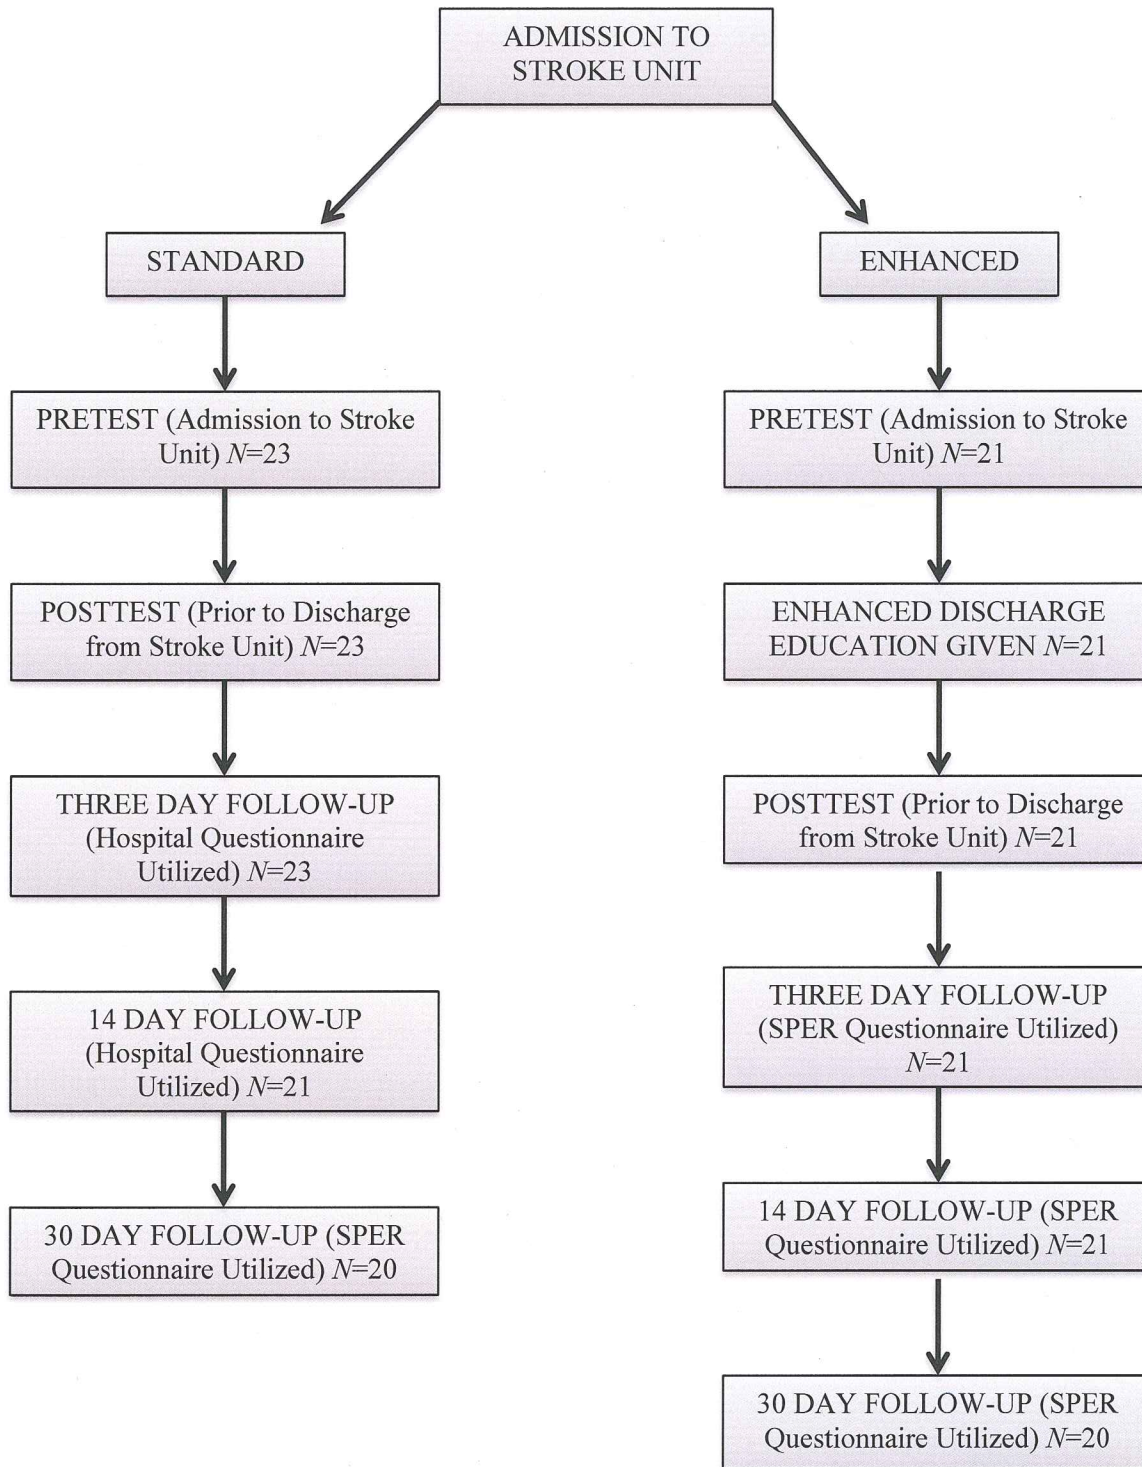 ADMISSION TO
STROKE UNIT
STANDARD
PRETEST (Admission to Stroke
Unit) N=23
POSTTEST (Prior to Discharge
from Stroke Unit) N=23
THREE DAY FOLLOW-UP
(Hospital Questionnaire
Utilized) N=23
14 DAY FOLLOW-UP
(Hospital Questionnaire
Utilized) N=21
30 DAY FOLLOW-UP (SPER
Questionnaire Utilized) N=20
ENHANCED
PRETEST (Admission to Stroke
Unit) N=21
ENHANCED DISCHARGE
EDUCATION GIVEN N=21
POSTTEST (Prior to Discharge
from Stroke Unit) N=21
THREE DAY FOLLOW-UP
(SPER Questionnaire Utilized)
N=21
14 DAY FOLLOW-UP (SPER
Questionnaire Utilized) N=21
30 DAY FOLLOW-UP (SPER
Questionnaire Utilized) N=20